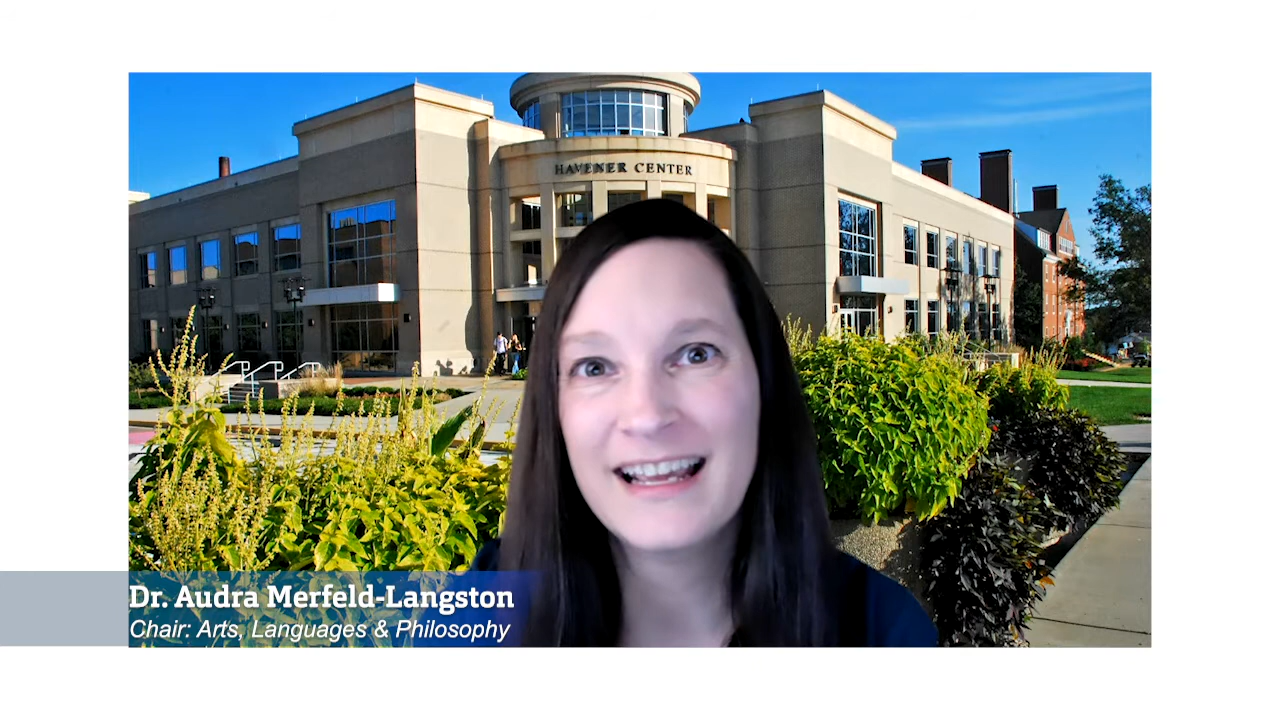 HAVENER CENTER
Dr. Audra Merfeld-Langston
Chair: Arts, Languages & Philosophy